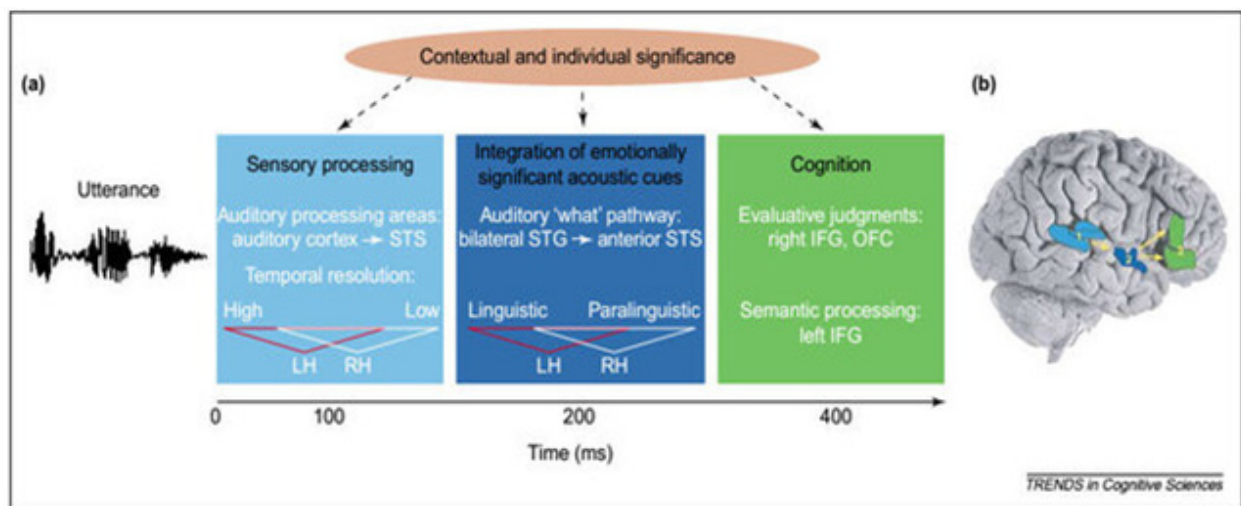 Contextual and individual significance
(a)
(b)
Utterance
Sensory processing
Auditory processing areas:
auditory cortex → STS
Temporal resolution:
High Low
LH RH
Integration of emotionally
significant acoustic cues
Auditory ‘what’ pathway:
bilateral STG → anterior STS
Linguistic Paralinguistic
LH RH
Cognition
Evaluative judgments:
right IFG, OFC
Semantic processing:
left IFG
0 100 200 400
Time (ms)
2
TRENDS in Cognitive Sciences